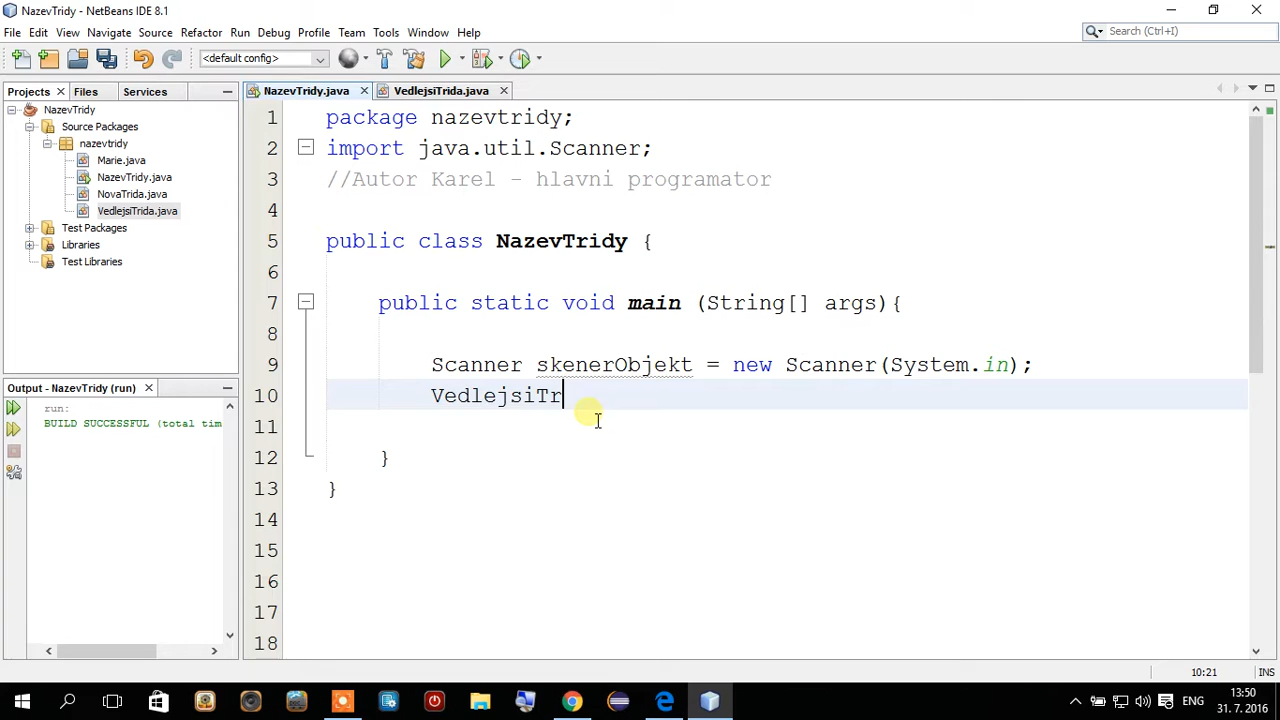 NazevTridy - NetBeans IDE 8.1
File Edit View Navigate Source Refactor Run Debug Profile Team Tools Window Help
Search (Ctrl+I)
<default config>
Projects Files Services
NazevTridy.java VedlejsiTrida.java
NazevTridy
Source Packages
nazevtridy
Marie.java
NazevTridy.java
NovaTrida.java
VedlejsiTrida.java
Test Packages
Libraries
Test Libraries
Output - NazevTridy (run)
run:
BUILD SUCCESSFUL (total tim
1 package nazevtridy;
2 import java.util.Scanner;
3 //Autor Karel - hlavni programator
4
5 public class NazevTridy {
6
7 public static void main (String[] args){
8
9 Scanner skenerObjekt = new Scanner(System.in);
10 VedlejsiTr
11
12 }
13 }
14
15
16
17
18
10:21 INS
ENG
13:50
31. 7. 2016